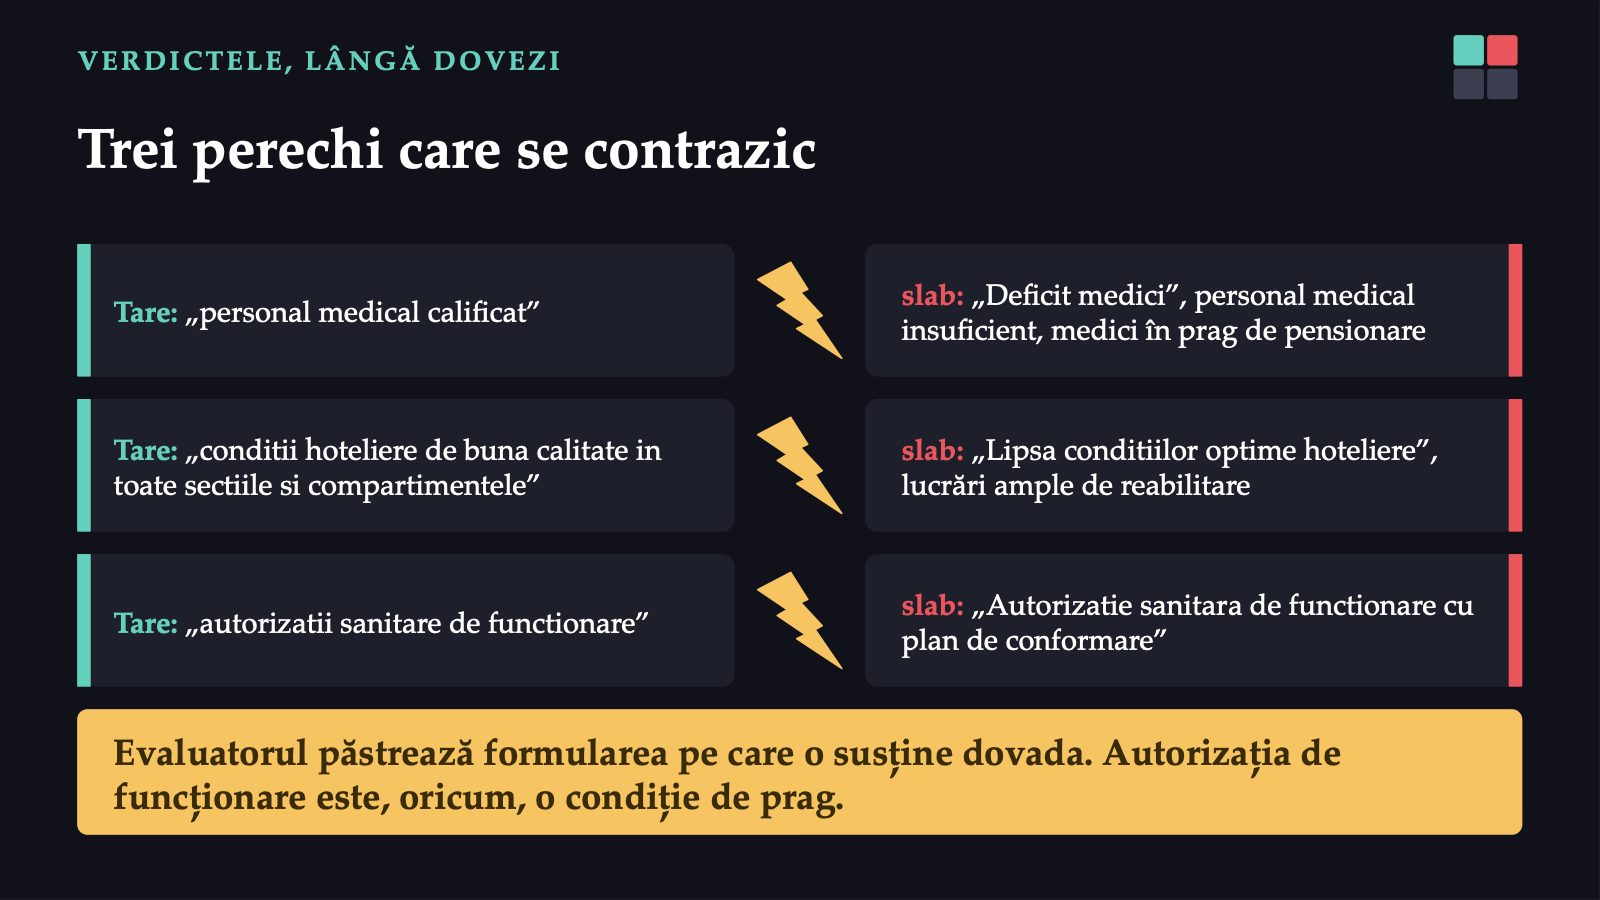 VERDICTELE, LÂNGĂ DOVEZI
Trei perechi care se contrazic
Tare: „personal medical calificat”
slab: „Deficit medici”, personal medical
insuficient, medici în prag de pensionare
Tare: „conditii hoteliere de buna calitate in
toate sectiile si compartimentele”
slab: „Lipsa conditiilor optime hoteliere”,
lucrări ample de reabilitare
Tare: „autorizatii sanitare de functionare”
slab: „Autorizatie sanitara de functionare cu
plan de conformare”
Evaluatorul păstrează formularea pe care o susține dovada. Autorizația de
funcționare este, oricum, o condiție de prag.